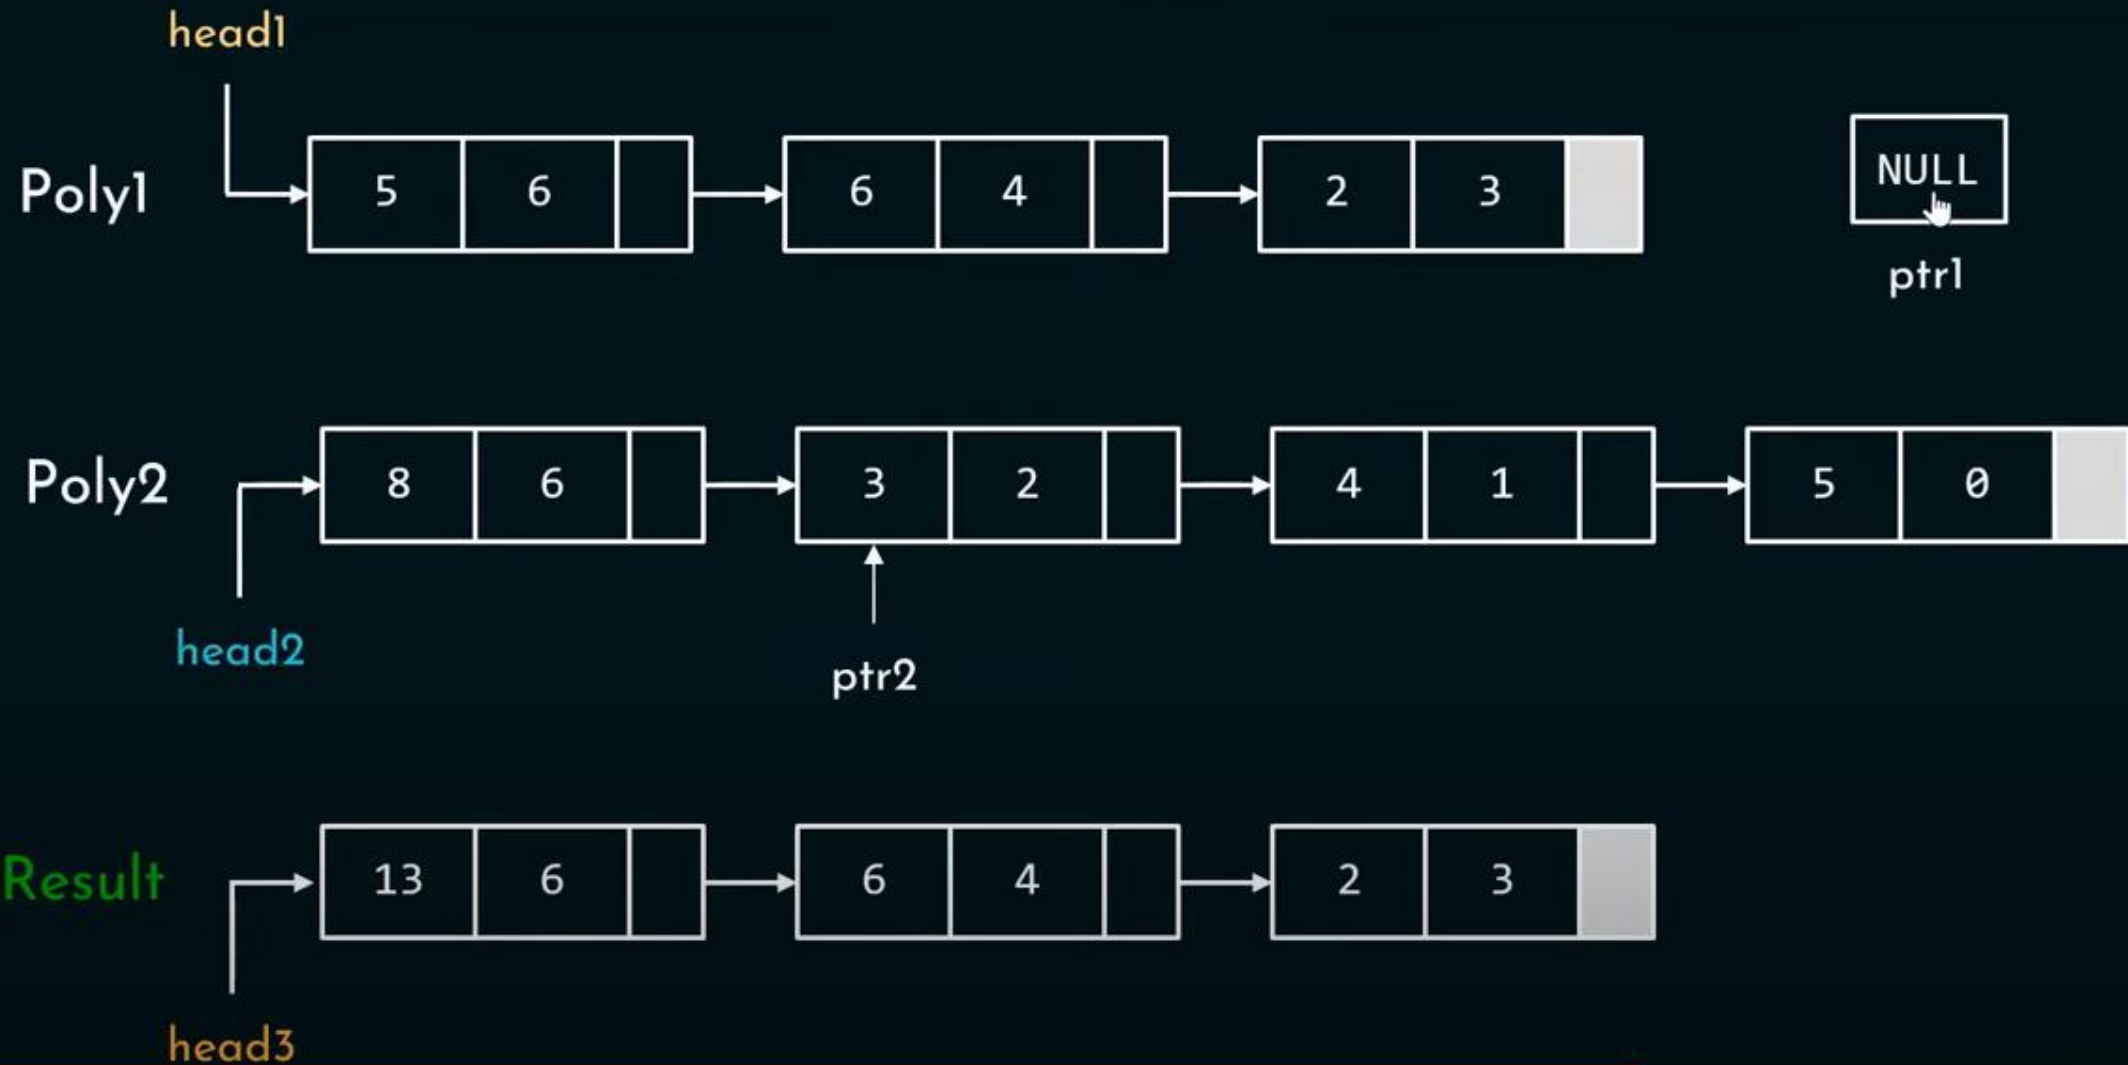 head1
Poly1 5 6 6 4 2 3 NULL
ptr1
Poly2 8 6 3 2 4 1 5 0
head2
ptr2
Result 13 6 6 4 2 3
head3